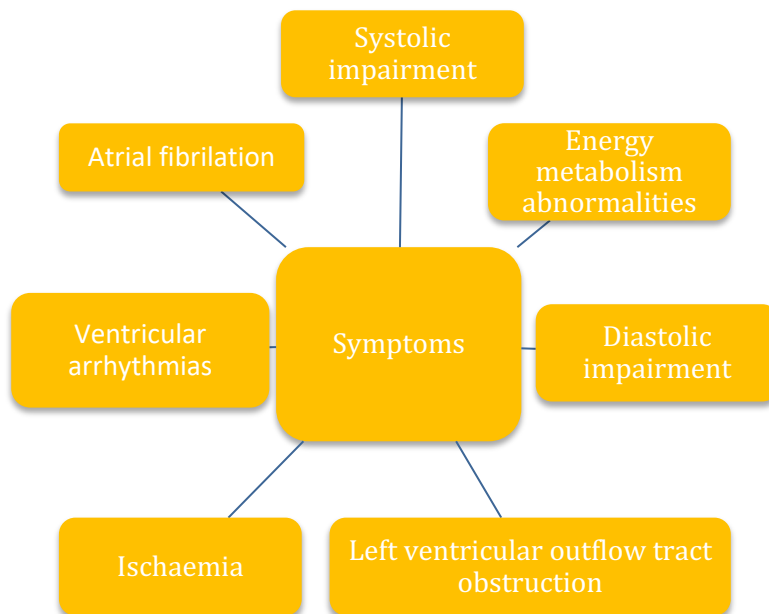 Systolic
impairment
Atrial fibrilation
Energy
metabolism
abnormalities
Symptoms
Ventricular
arrhythmias
Diastolic
impairment
Ischaemia
Left ventricular outflow tract
obstruction